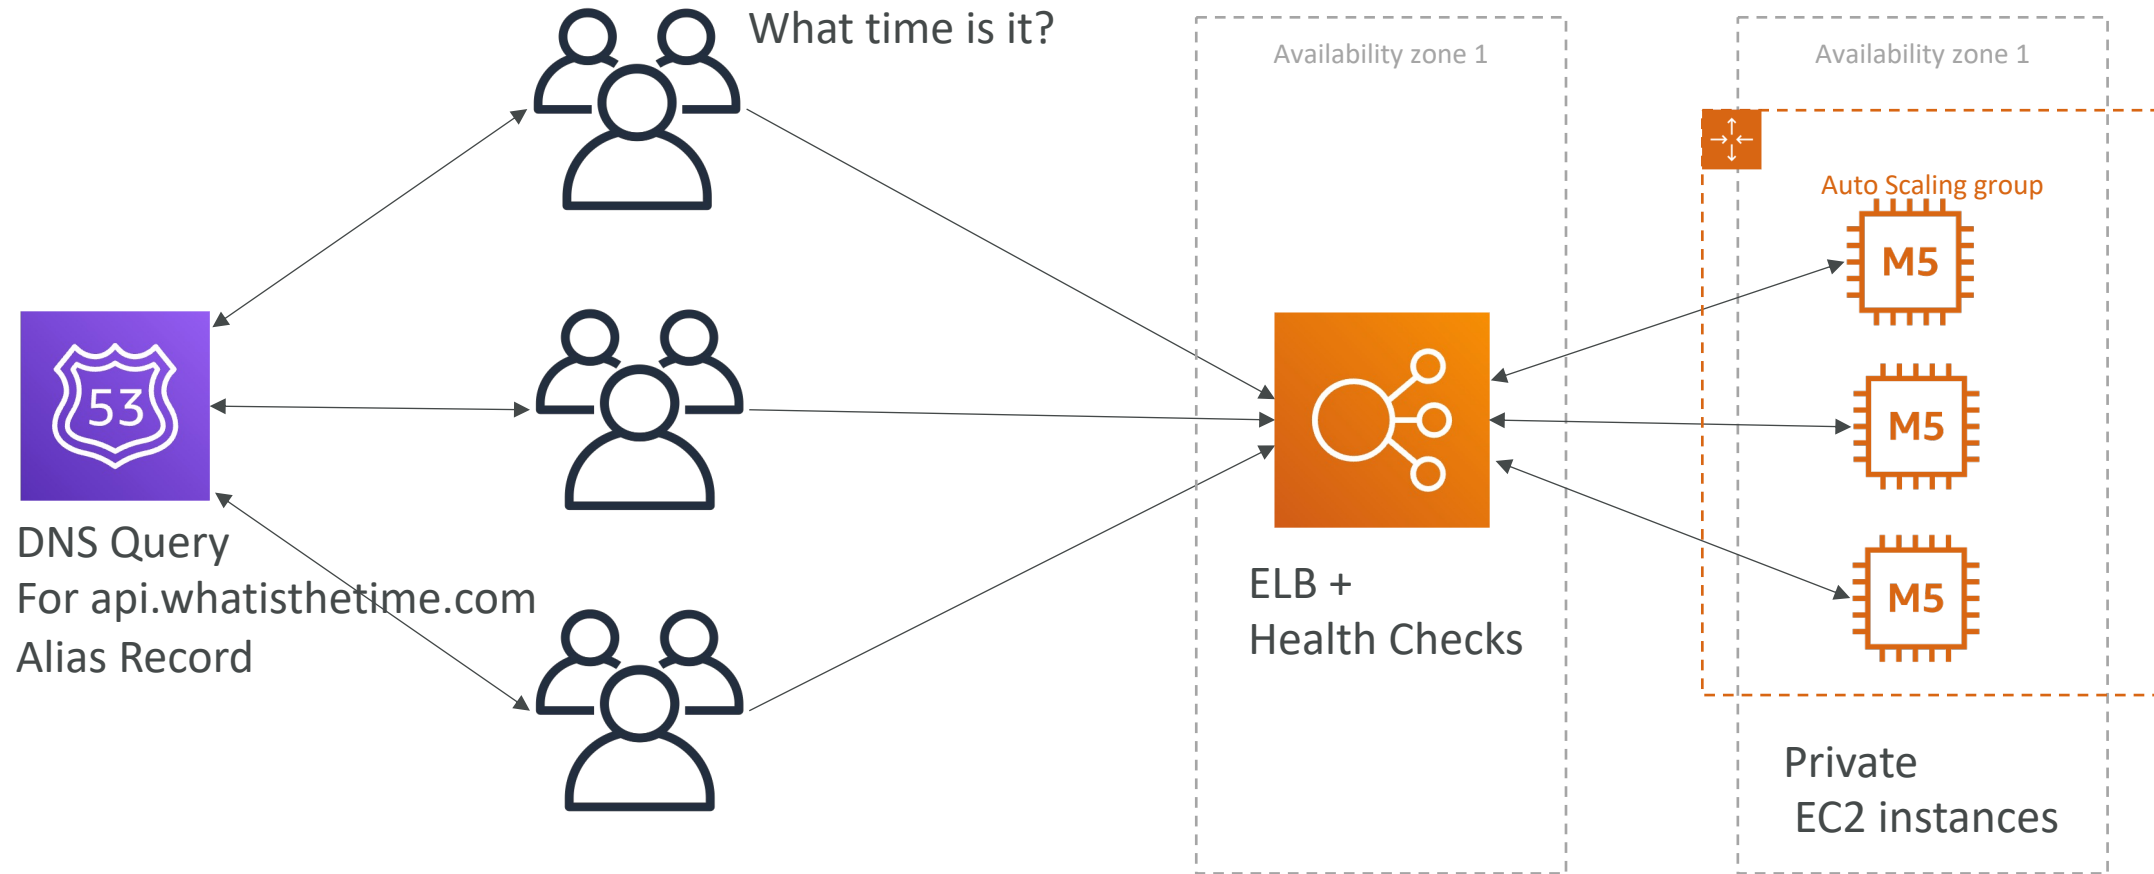 What time is it?
Availability zone 1
Availability zone 1
Auto Scaling group
M5
53
M5
DNS Query
For api.whatisthetime.com
Alias Record
ELB +
Health Checks
M5
Private
EC2 instances